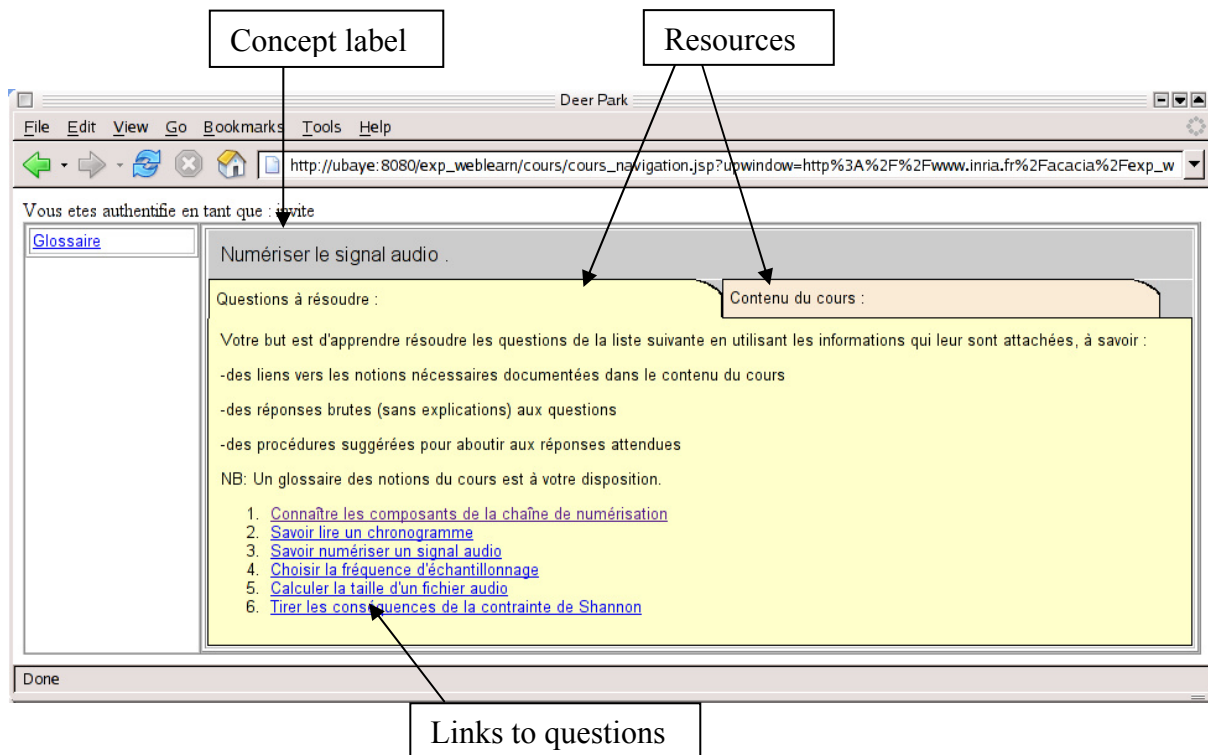 Concept label
Resources
Deer Park
File Edit View Go Bookmarks Tools Help
http://ubaye:8080/exp_weblearn/cours/cours_navigation.jsp?upwindow=http%3A%2F%2Fwww.inria.fr%2Facacia%2Fexp_w
Vous etes authentifie en tant que : invite
Glossaire
Numériser le signal audio .
Questions à résoudre :
Contenu du cours :
Votre but est d'apprendre résoudre les questions de la liste suivante en utilisant les informations qui leur sont attachées, à savoir :
-des liens vers les notions nécessaires documentées dans le contenu du cours
-des réponses brutes (sans explications) aux questions
-des procédures suggérées pour aboutir aux réponses attendues
NB: Un glossaire des notions du cours est à votre disposition.
1. Connaître les composants de la chaîne de numérisation
2. Savoir lire un chronogramme
3. Savoir numériser un signal audio
4. Choisir la fréquence d'échantillonnage
5. Calculer la taille d'un fichier audio
6. Tirer les conséquences de la contrainte de Shannon
Done
Links to questions